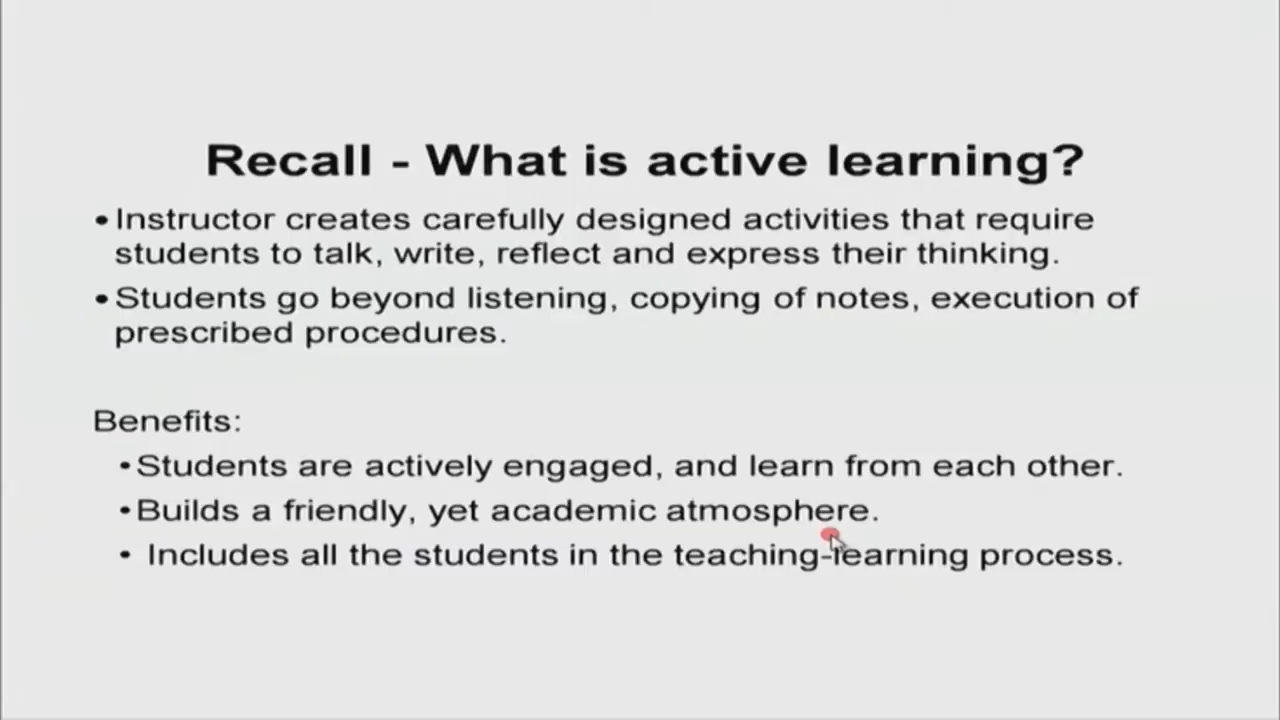 Recall - What is active learning?
•Instructor creates carefully designed activities that require
students to talk, write, reflect and express their thinking.
•Students go beyond listening, copying of notes, execution of
prescribed procedures.
Benefits:
•Students are actively engaged, and learn from each other.
•Builds a friendly, yet academic atmosphere.
• Includes all the students in the teaching-learning process.